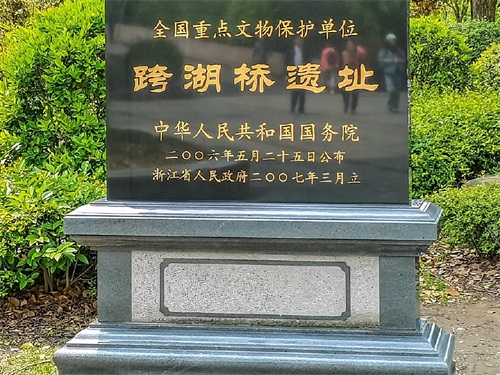 全国重点文物保护单位
跨湖桥遗址
中华人民共和国国务院
二〇〇六年五月二十五日公布
浙江省人民政府二〇〇七年三月立